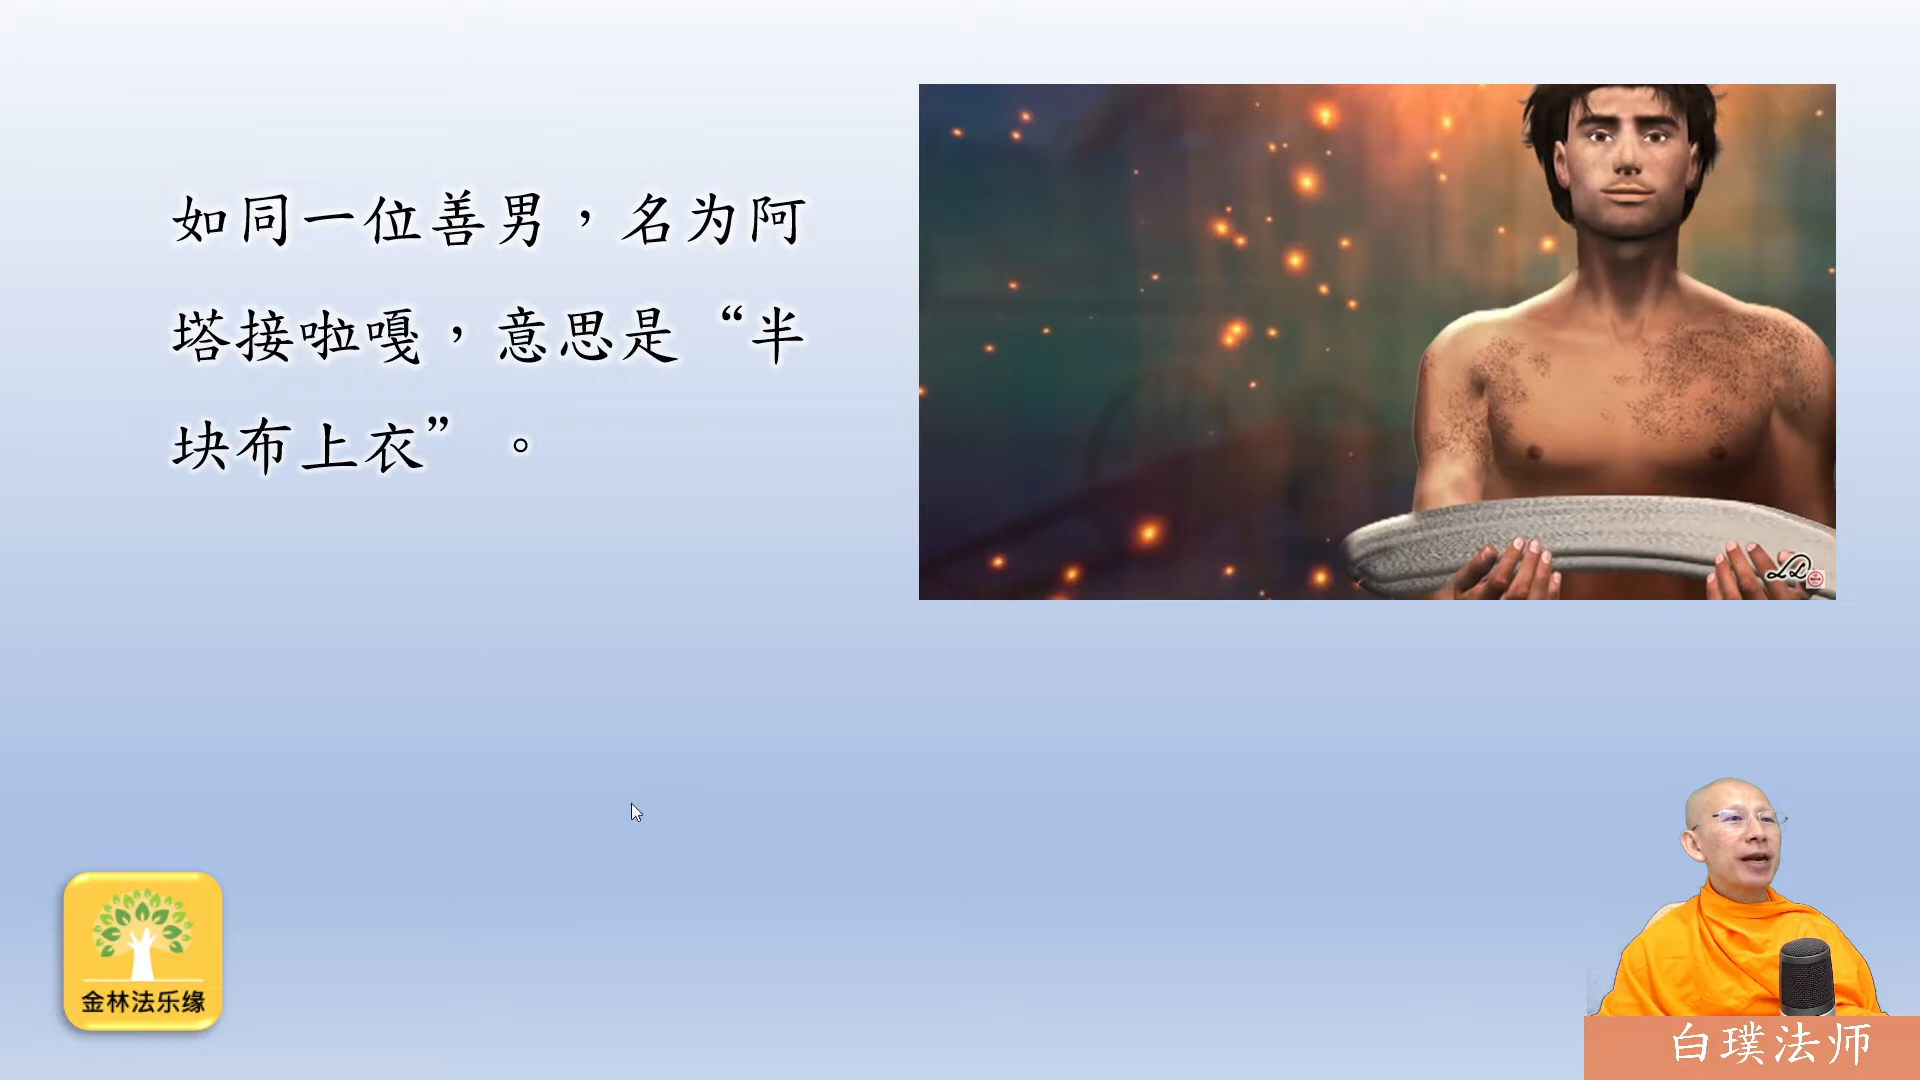 如同一位善男，名为阿
塔接啦嘎，意思是“半
块布上衣”。
金林法乐缘
白璞法师